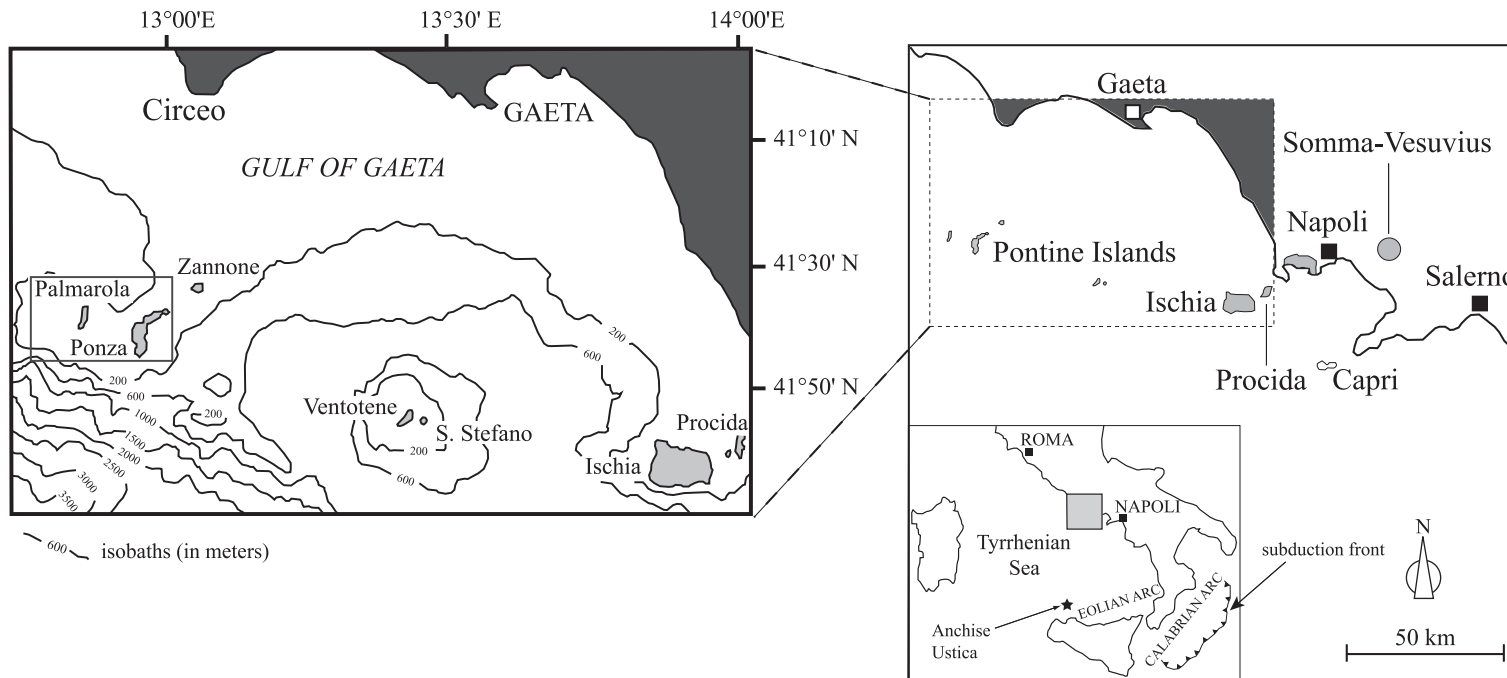 13°00'E
13°30' E
14°00' E
Circeo
GAETA
GULF OF GAETA
41°10' N
41°30' N
41°50' N
Zannone
Palmarola
Ponza
200
600
1000
1500
2000
2500
3000
3500
200
200
600
Ventotene
S. Stefano
200
600
Procida
Ischia
600
isobaths (in meters)
Gaeta
Somma-Vesuvius
Napoli
Pontine Islands
Salerno
Ischia
Procida
Capri
ROMA
NAPOLI
Tyrrhenian
Sea
subduction front
EOLIAN ARC
CALABRIAN ARC
Anchise
Ustica
N
50 km